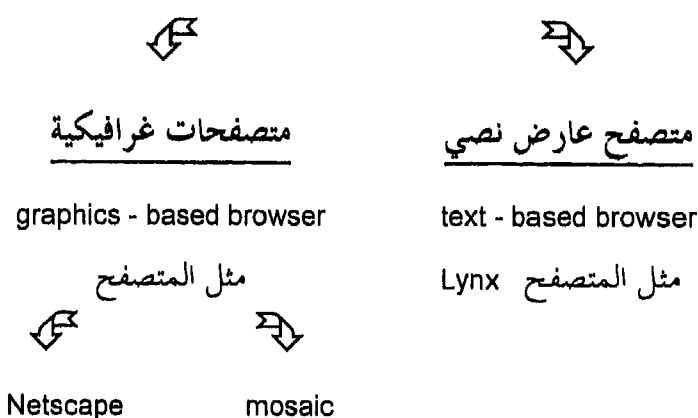 متصفح عارض نصي
text - based browser
مثل المتصفح Lynx
متصفحات غرافيكية
graphics - based browser
مثل المتصفح
mosaic
Netscape